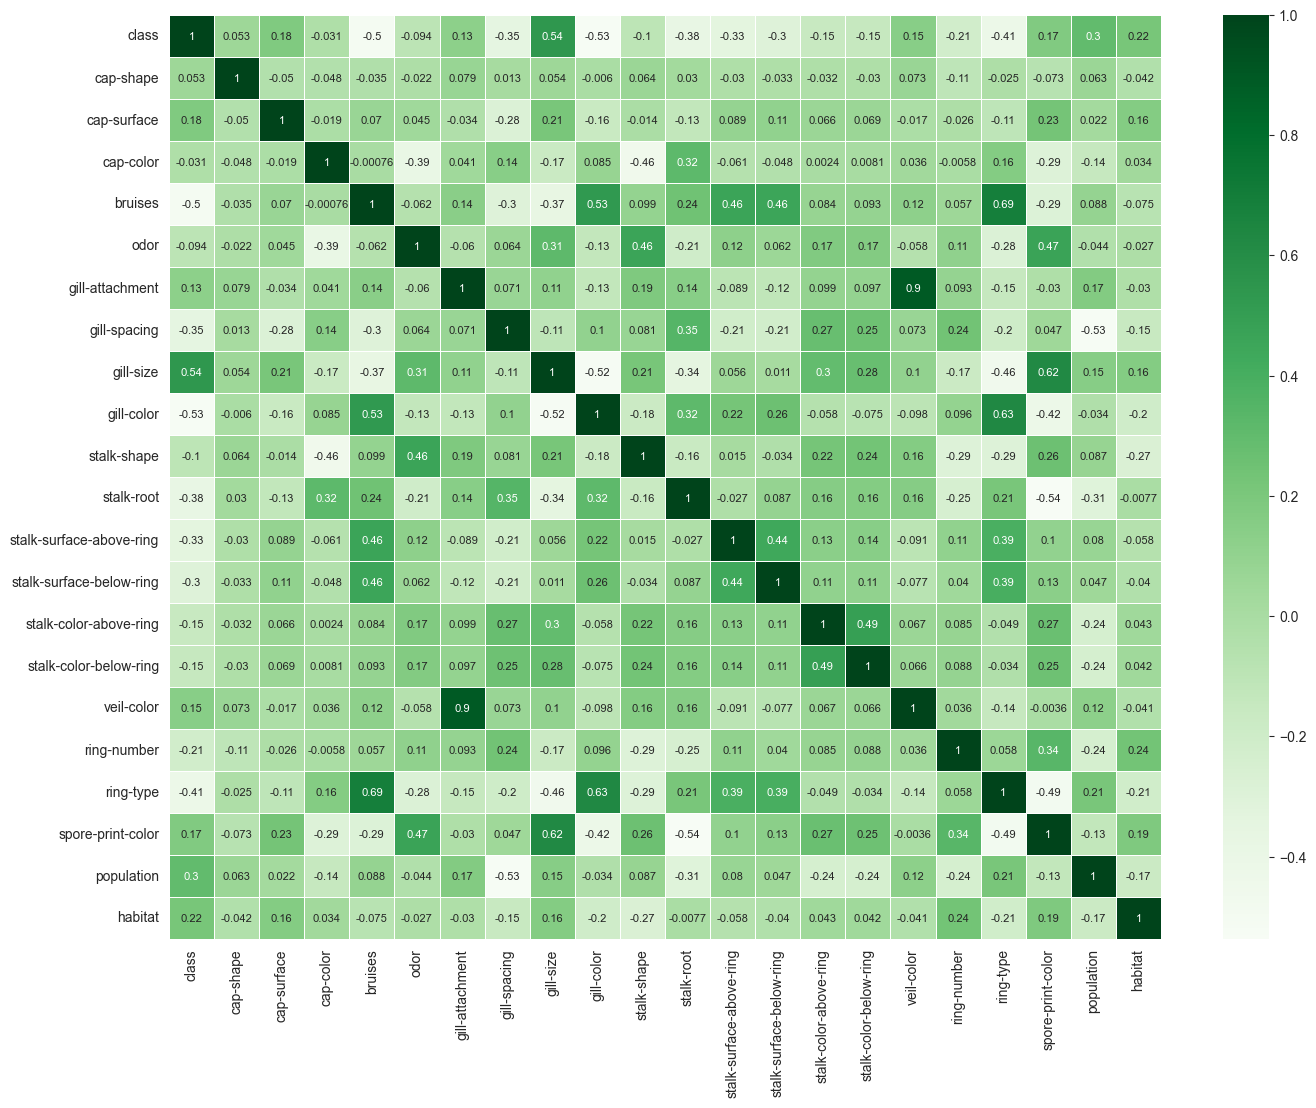 class 1 0.053 0.18 -0.031 -0.5 -0.094 0.13 -0.35 0.54 -0.53 -0.1 -0.38 -0.33 -0.3 -0.15 -0.15 0.15 -0.21 -0.41 0.17 0.3 0.22
cap-shape 0.053 1 -0.05 -0.048 -0.035 -0.022 0.079 0.013 0.054 -0.006 0.064 0.03 -0.03 -0.033 -0.032 -0.03 0.073 -0.11 -0.025 -0.073 0.063 -0.042
cap-surface 0.18 -0.05 1 -0.019 0.07 0.045 -0.034 -0.28 0.21 -0.16 -0.014 -0.13 0.089 0.11 0.066 0.069 -0.017 -0.026 -0.11 0.23 0.022 0.16
cap-color -0.031 -0.048 -0.019 1 -0.00076 -0.39 0.041 0.14 -0.17 0.085 -0.46 0.32 -0.061 -0.048 0.0024 0.0081 0.036 -0.0058 0.16 -0.29 -0.14 0.034
bruises -0.5 -0.035 0.07 -0.00076 1 -0.062 0.14 -0.3 -0.37 0.53 0.099 0.24 0.46 0.46 0.084 0.093 0.12 0.057 0.69 -0.29 0.088 -0.075
odor -0.094 -0.022 0.045 -0.39 -0.062 1 -0.06 0.064 0.31 -0.13 0.46 -0.21 0.12 0.062 0.17 0.17 -0.058 0.11 -0.28 0.47 -0.044 -0.027
gill-attachment 0.13 0.079 -0.034 0.041 0.14 -0.06 1 0.071 0.11 -0.13 0.19 0.14 -0.089 -0.12 0.099 0.097 0.9 0.093 -0.15 -0.03 0.17 -0.03
gill-spacing -0.35 0.013 -0.28 0.14 -0.3 0.064 0.071 1 -0.11 0.1 0.081 0.35 -0.21 -0.21 0.27 0.25 0.073 0.24 -0.2 0.047 -0.53 -0.15
gill-size 0.54 0.054 0.21 -0.17 -0.37 0.31 0.11 -0.11 1 -0.52 0.21 -0.34 0.056 0.011 0.3 0.28 0.1 -0.17 -0.46 0.62 0.15 0.16
gill-color -0.53 -0.006 -0.16 0.085 0.53 -0.13 -0.13 0.1 -0.52 1 -0.18 0.32 0.22 0.26 -0.058 -0.075 -0.098 0.096 0.63 -0.42 -0.034 -0.2
stalk-shape -0.1 0.064 -0.014 -0.46 0.099 0.46 0.19 0.081 0.21 -0.18 1 -0.16 0.015 -0.034 0.22 0.24 0.16 -0.29 -0.29 0.26 0.087 -0.27
stalk-root -0.38 0.03 -0.13 0.32 0.24 -0.21 0.14 0.35 -0.34 0.32 -0.16 1 -0.027 0.087 0.16 0.16 0.16 -0.25 0.21 -0.54 -0.31 -0.0077
stalk-surface-above-ring -0.33 -0.03 0.089 -0.061 0.46 0.12 -0.089 -0.21 0.056 0.22 0.015 -0.027 1 0.44 0.13 0.14 -0.091 0.11 0.39 0.1 0.08 -0.058
stalk-surface-below-ring -0.3 -0.033 0.11 -0.048 0.46 0.062 -0.12 -0.21 0.011 0.26 -0.034 0.087 0.44 1 0.11 0.11 -0.077 0.04 0.39 0.13 0.047 -0.04
stalk-color-above-ring -0.15 -0.032 0.066 0.0024 0.084 0.17 0.099 0.27 0.3 -0.058 0.22 0.16 0.13 0.11 1 0.49 0.067 0.085 -0.049 0.27 -0.24 0.043
stalk-color-below-ring -0.15 -0.03 0.069 0.0081 0.093 0.17 0.097 0.25 0.28 -0.075 0.24 0.16 0.14 0.11 0.49 1 0.066 0.088 -0.034 0.25 -0.24 0.042
veil-color 0.15 0.073 -0.017 0.036 0.12 -0.058 0.9 0.073 0.1 -0.098 0.16 0.16 -0.091 -0.077 0.067 0.066 1 0.036 -0.14 -0.0036 0.12 -0.041
ring-number -0.21 -0.11 -0.026 -0.0058 0.057 0.11 0.093 0.24 -0.17 0.096 -0.29 -0.25 0.11 0.04 0.085 0.088 0.036 1 0.058 0.34 -0.24 0.24
ring-type -0.41 -0.025 -0.11 0.16 0.69 -0.28 -0.15 -0.2 -0.46 0.63 -0.29 0.21 0.39 0.39 -0.049 -0.034 -0.14 0.058 1 -0.49 0.21 -0.21
spore-print-color 0.17 -0.073 0.23 -0.29 -0.29 0.47 -0.03 0.047 0.62 -0.42 0.26 -0.54 0.1 0.13 0.27 0.25 -0.0036 0.34 -0.49 1 -0.13 0.19
population 0.3 0.063 0.022 -0.14 0.088 -0.044 0.17 -0.53 0.15 -0.034 0.087 -0.31 0.08 0.047 -0.24 -0.24 0.12 -0.24 0.21 -0.13 1 -0.17
habitat 0.22 -0.042 0.16 0.034 -0.075 -0.027 -0.03 -0.15 0.16 -0.2 -0.27 -0.0077 -0.058 -0.04 0.043 0.042 -0.041 0.24 -0.21 0.19 -0.17 1
class
cap-shape
cap-surface
cap-color
bruises
odor
gill-attachment
gill-spacing
gill-size
gill-color
stalk-shape
stalk-root
stalk-surface-above-ring
stalk-surface-below-ring
stalk-color-above-ring
stalk-color-below-ring
veil-color
ring-number
ring-type
spore-print-color
population
habitat
1.0
0.8
0.6
0.4
0.2
0.0
−0.2
−0.4